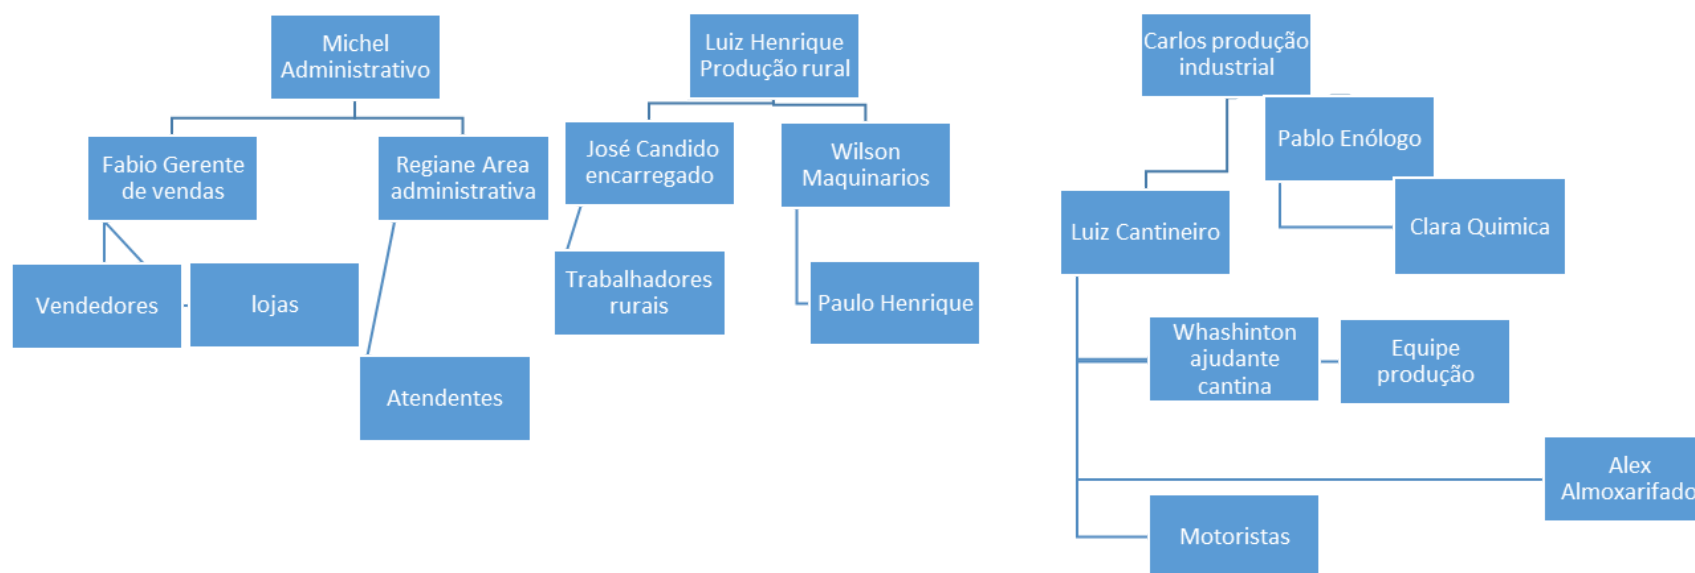 Michel
Administrativo
Luiz Henrique
Produção rural
Carlos produção
industrial
Fabio Gerente
de vendas
Regiane Area
administrativa
José Candido
encarregado
Wilson
Maquinarios
Pablo Enólogo
Luiz Cantineiro
Clara Quimica
Vendedores
lojas
Trabalhadores
rurais
Paulo Henrique
Atendentes
Whashinton
ajudante
cantina
Equipe
produção
Alex
Almoxarifado
Motoristas